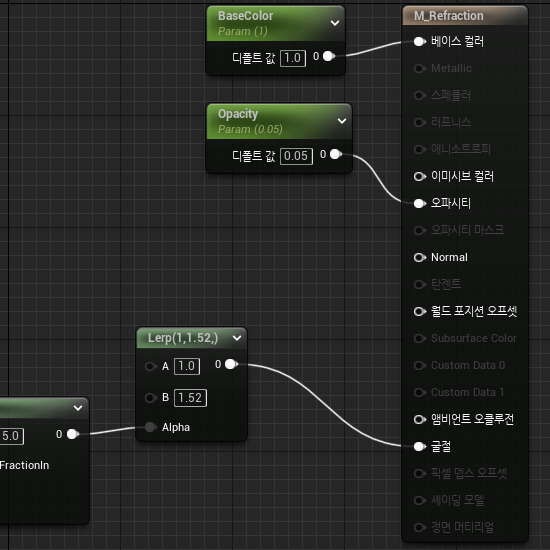 BaseColor
Param (1)
디폴트 값 1.0 0
Opacity
Param (0.05)
디폴트 값 0.05 0
Lerp(1,1.52,)
A 1.0 0
B 1.52
Alpha
5.0 0
FractionIn
M_Refraction
베이스 컬러
Metallic
스페큘러
러프니스
애니소트로피
이미시브 컬러
오파시티
오파시티 마스크
Normal
탄젠트
월드 포지션 오프셋
Subsurface Color
Custom Data 0
Custom Data 1
앰비언트 오클루전
굴절
픽셀 뎁스 오프셋
셰이딩 모델
정면 머티리얼